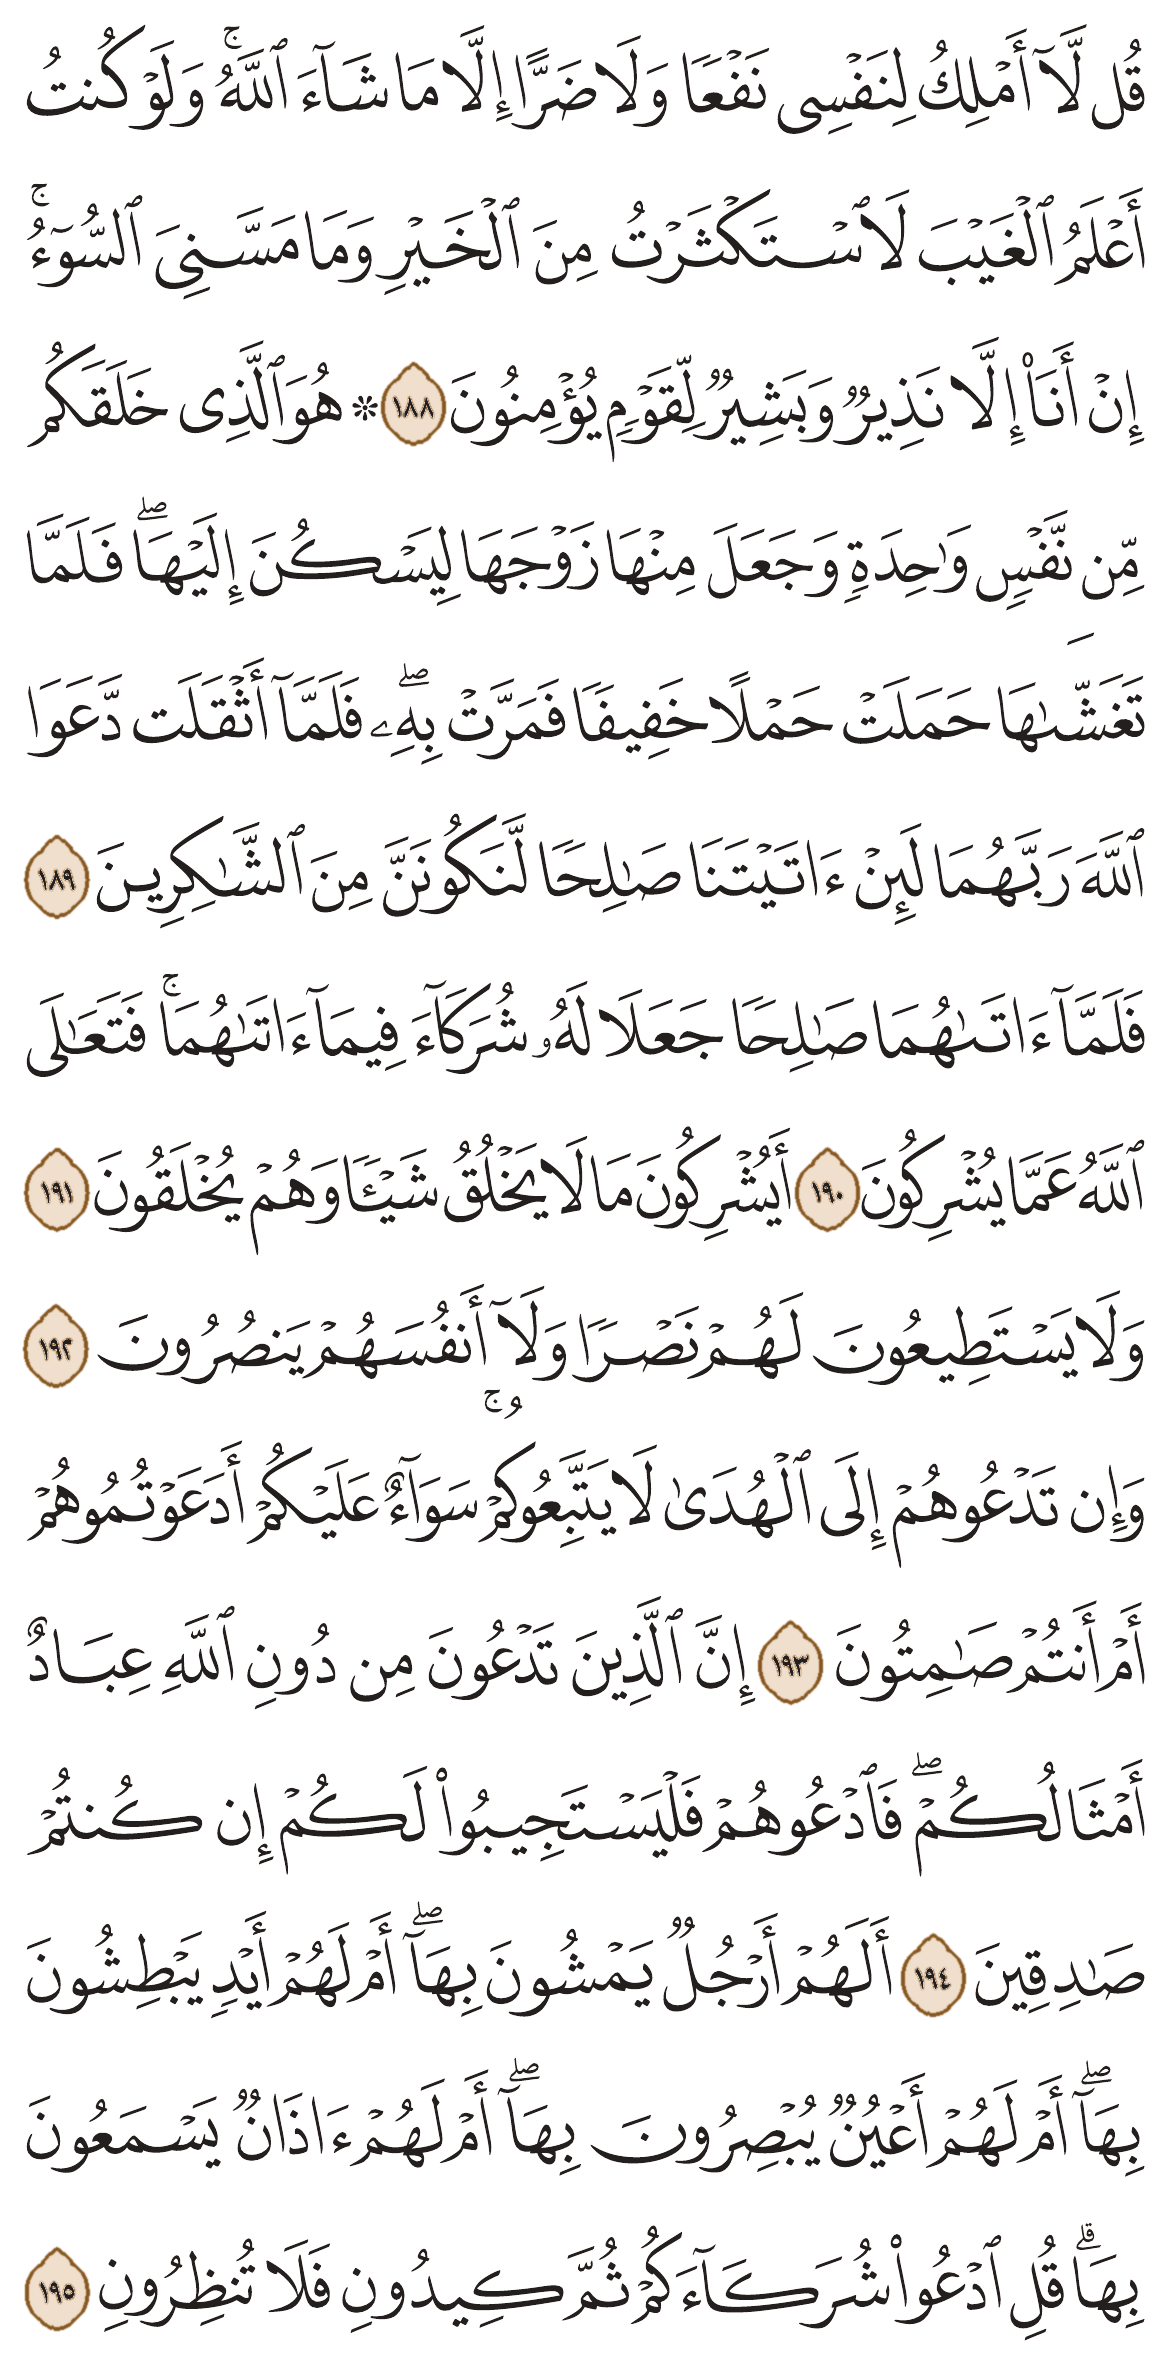 قُل لَّآ أَمۡلِكُ لِنَفۡسِي نَفۡعٗا وَلَا ضَرًّا إِلَّا مَا شَآءَ ٱللَّهُۚ وَلَوۡ كُنتُ
أَعۡلَمُ ٱلۡغَيۡبَ لَٱسۡتَكۡثَرۡتُ مِنَ ٱلۡخَيۡرِ وَمَا مَسَّنِيَ ٱلسُّوٓءُۚ
إِنۡ أَنَا۠ إِلَّا نَذِيرٞ وَبَشِيرٞ لِّقَوۡمٖ يُؤۡمِنُونَ ١٨٨ ۞ هُوَ ٱلَّذِي خَلَقَكُم
مِّن نَّفۡسٖ وَٰحِدَةٖ وَجَعَلَ مِنۡهَا زَوۡجَهَا لِيَسۡكُنَ إِلَيۡهَاۖ فَلَمَّا
تَغَشَّىٰهَا حَمَلَتۡ حَمۡلًا خَفِيفٗا فَمَرَّتۡ بِهِۦۖ فَلَمَّآ أَثۡقَلَت دَّعَوَا
ٱللَّهَ رَبَّهُمَا لَئِنۡ ءَاتَيۡتَنَا صَٰلِحٗا لَّنَكُونَنَّ مِنَ ٱلشَّٰكِرِينَ ١٨٩
فَلَمَّآ ءَاتَىٰهُمَا صَٰلِحٗا جَعَلَا لَهُۥ شُرَكَآءَ فِيمَآ ءَاتَىٰهُمَاۚ فَتَعَٰلَى
ٱللَّهُ عَمَّا يُشۡرِكُونَ ١٩٠ أَيُشۡرِكُونَ مَا لَا يَخۡلُقُ شَيۡـٔٗا وَهُمۡ يُخۡلَقُونَ ١٩١
وَلَا يَسۡتَطِيعُونَ لَهُمۡ نَصۡرٗا وَلَآ أَنفُسَهُمۡ يَنصُرُونَ ١٩٢
وَإِن تَدۡعُوهُمۡ إِلَى ٱلۡهُدَىٰ لَا يَتَّبِعُوكُمۡۚ سَوَآءٌ عَلَيۡكُمۡ أَدَعَوۡتُمُوهُمۡ
أَمۡ أَنتُمۡ صَٰمِتُونَ ١٩٣ إِنَّ ٱلَّذِينَ تَدۡعُونَ مِن دُونِ ٱللَّهِ عِبَادٌ
أَمۡثَالُكُمۡۖ فَٱدۡعُوهُمۡ فَلۡيَسۡتَجِيبُواْ لَكُمۡ إِن كُنتُمۡ
صَٰدِقِينَ ١٩٤ أَلَهُمۡ أَرۡجُلٞ يَمۡشُونَ بِهَآۖ أَمۡ لَهُمۡ أَيۡدٖ يَبۡطِشُونَ
بِهَآۖ أَمۡ لَهُمۡ أَعۡيُنٞ يُبۡصِرُونَ بِهَآۖ أَمۡ لَهُمۡ ءَاذَانٞ يَسۡمَعُونَ
بِهَاۗ قُلِ ٱدۡعُواْ شُرَكَآءَكُمۡ ثُمَّ كِيدُونِ فَلَا تُنظِرُونِ ١٩٥